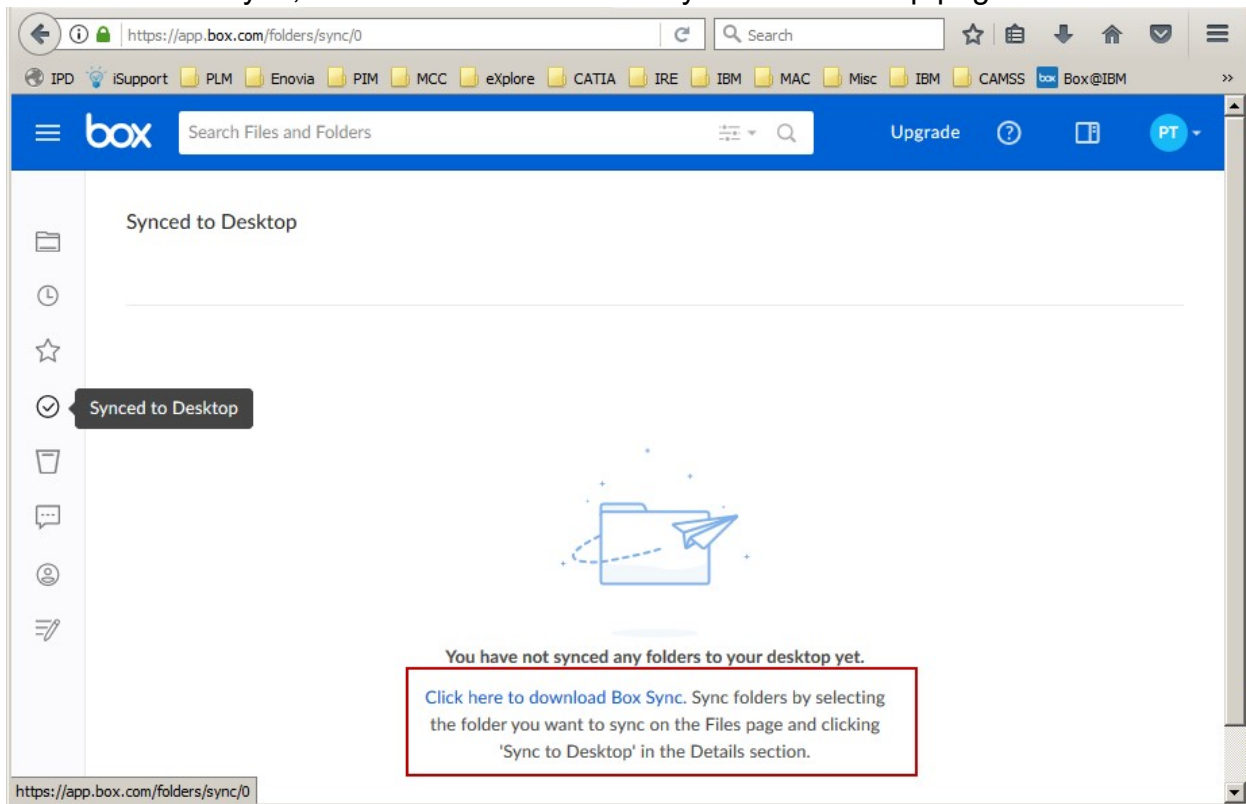 https://app.box.com/folders/sync/0
Search
IPD iSupport PLM Enovia PIM MCC eXplore CATIA IRE IBM MAC Misc IBM CAMSS box Box@IBM »
box Search Files and Folders Upgrade ? PT
Synced to Desktop
Synced to Desktop
You have not synced any folders to your desktop yet.
Click here to download Box Sync. Sync folders by selecting
the folder you want to sync on the Files page and clicking
'Sync to Desktop' in the Details section.
https://app.box.com/folders/sync/0